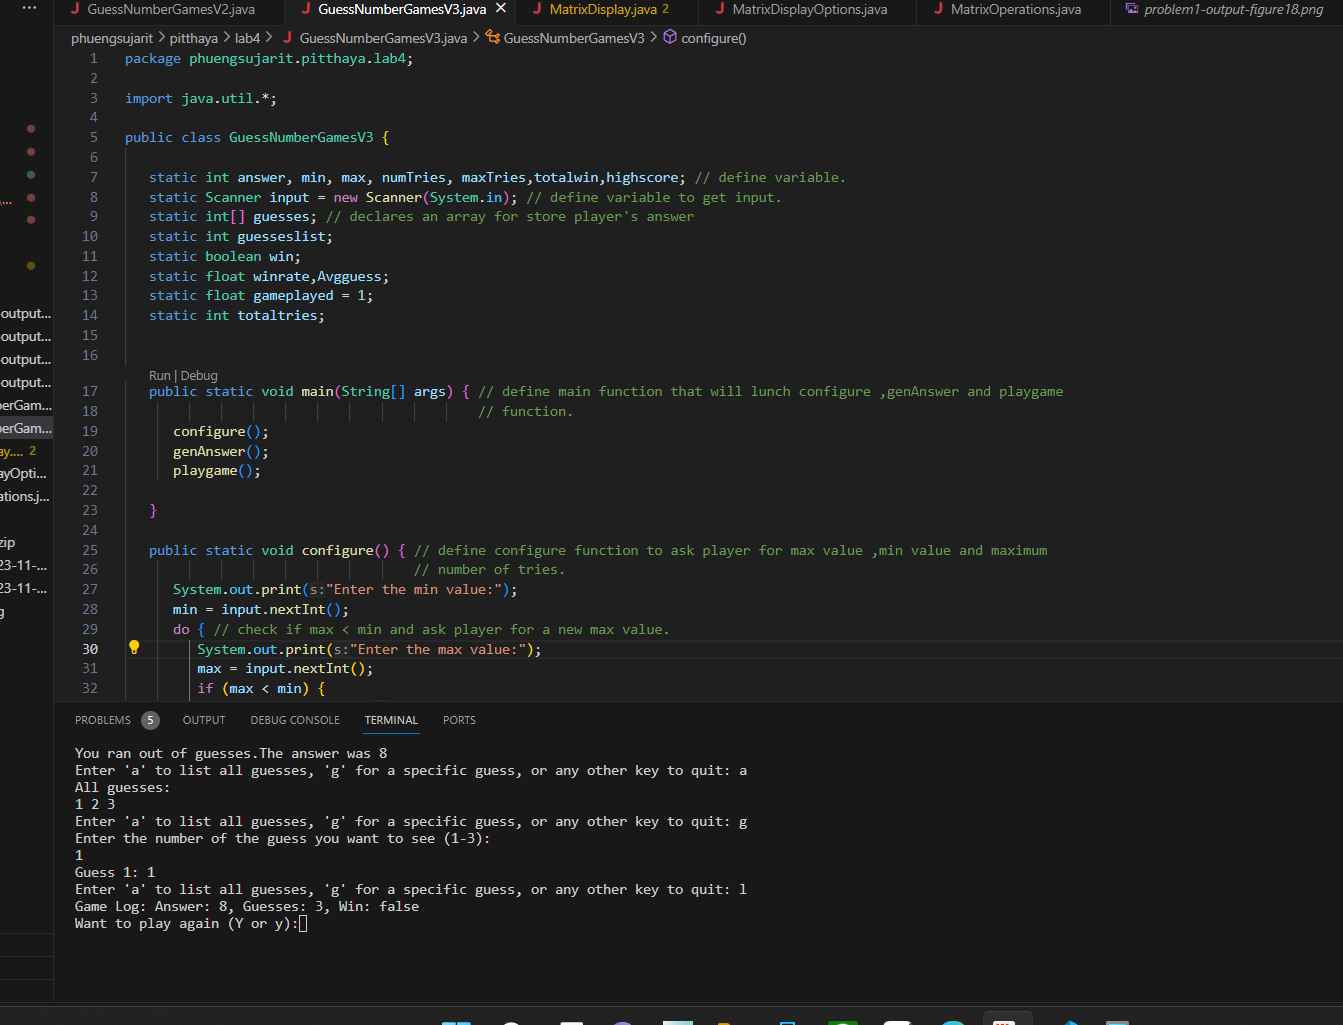 GuessNumberGamesV2.java GuessNumberGamesV3.java MatrixDisplay.java 2 MatrixDisplayOptions.java MatrixOperations.java problem1-output-figure18.png
phuengsujarit > pitthaya > lab4 > GuessNumberGamesV3.java > GuessNumberGamesV3 > configure()
1 package phuengsujarit.pitthaya.lab4;
2
3 import java.util.*;
4
5 public class GuessNumberGamesV3 {
6
7 static int answer, min, max, numTries, maxTries,totalwin,highscore; // define variable.
8 static Scanner input = new Scanner(System.in); // define variable to get input.
9 static int[] guesses; // declares an array for store player's answer
10 static int guesseslist;
11 static boolean win;
12 static float winrate,Avgguess;
13 static float gameplayed = 1;
14 static int totaltries;
15
16
Run | Debug
17 public static void main(String[] args) { // define main function that will lunch configure ,genAnswer and playgame
18 // function.
19 configure();
20 genAnswer();
21 playgame();
22
23 }
24
25 public static void configure() { // define configure function to ask player for max value ,min value and maximum
26 // number of tries.
27 System.out.print(s:"Enter the min value:");
28 min = input.nextInt();
29 do { // check if max < min and ask player for a new max value.
30 System.out.print(s:"Enter the max value:");
31 max = input.nextInt();
32 if (max < min) {
...
...
-output...
-output...
-output...
-output...
berGam...
berGam...
ay.... 2
ayOpti...
ations.j...
zip
23-11-...
23-11-...
g
PROBLEMS 5 OUTPUT DEBUG CONSOLE TERMINAL PORTS
You ran out of guesses.The answer was 8
Enter 'a' to list all guesses, 'g' for a specific guess, or any other key to quit: a
All guesses:
1 2 3
Enter 'a' to list all guesses, 'g' for a specific guess, or any other key to quit: g
Enter the number of the guess you want to see (1-3):
1
Guess 1: 1
Enter 'a' to list all guesses, 'g' for a specific guess, or any other key to quit: l
Game Log: Answer: 8, Guesses: 3, Win: false
Want to play again (Y or y):